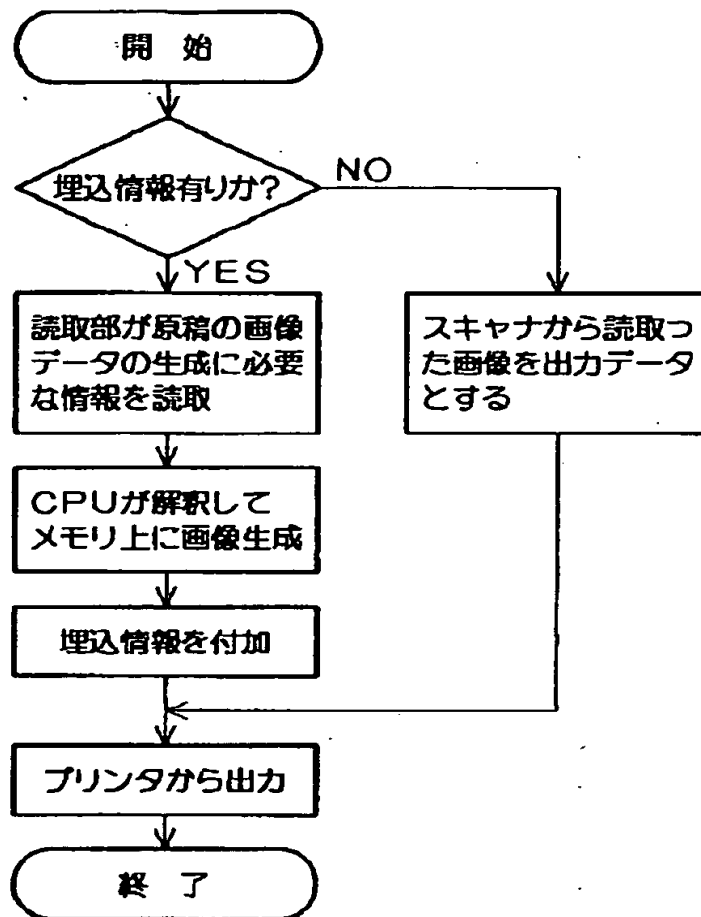 開 始
埋込情報有りか?
NO
YES
読取部が原稿の画像
データの生成に必要
な情報を読取
スキャナから読取っ
た画像を出力データ
とする
CPUが解釈して
メモリ上に画像生成
埋込情報を付加
プリンタから出力
終 了